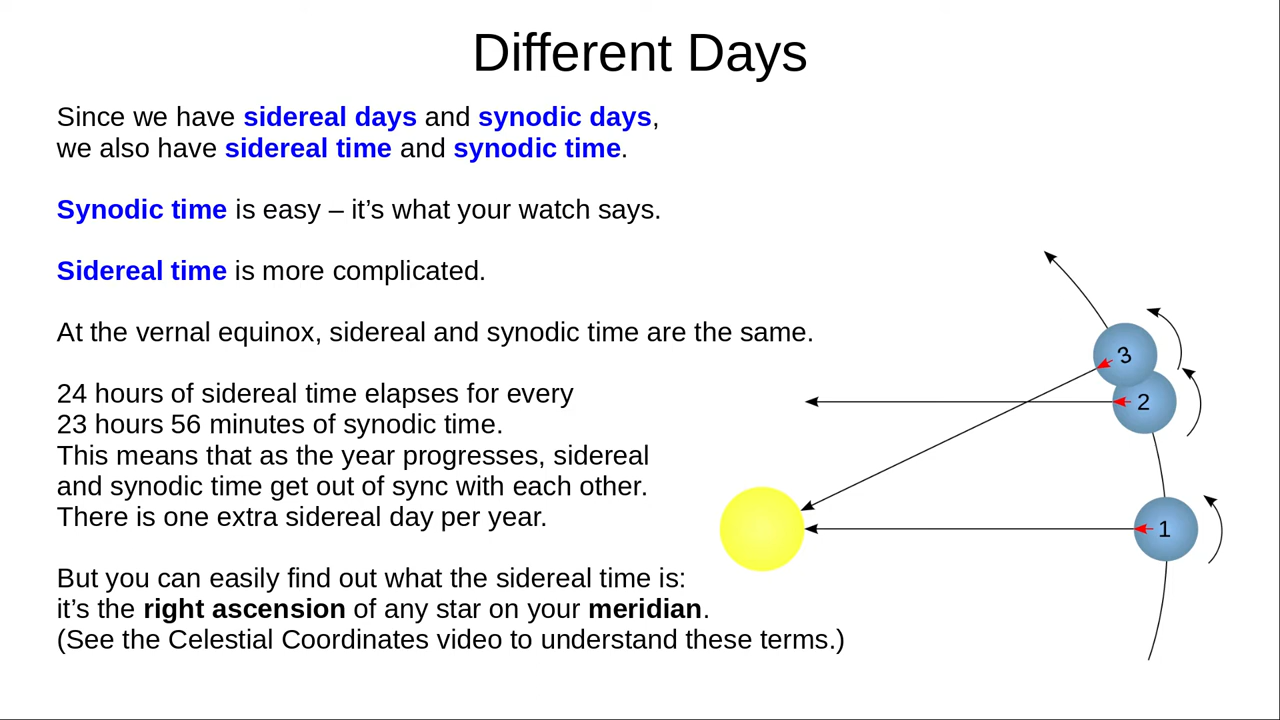 Different Days
Since we have sidereal days and synodic days,
we also have sidereal time and synodic time.
Synodic time is easy – it’s what your watch says.
Sidereal time is more complicated.
At the vernal equinox, sidereal and synodic time are the same.
24 hours of sidereal time elapses for every
23 hours 56 minutes of synodic time.
This means that as the year progresses, sidereal
and synodic time get out of sync with each other.
There is one extra sidereal day per year.
But you can easily find out what the sidereal time is:
it’s the right ascension of any star on your meridian.
(See the Celestial Coordinates video to understand these terms.)
3
2
1